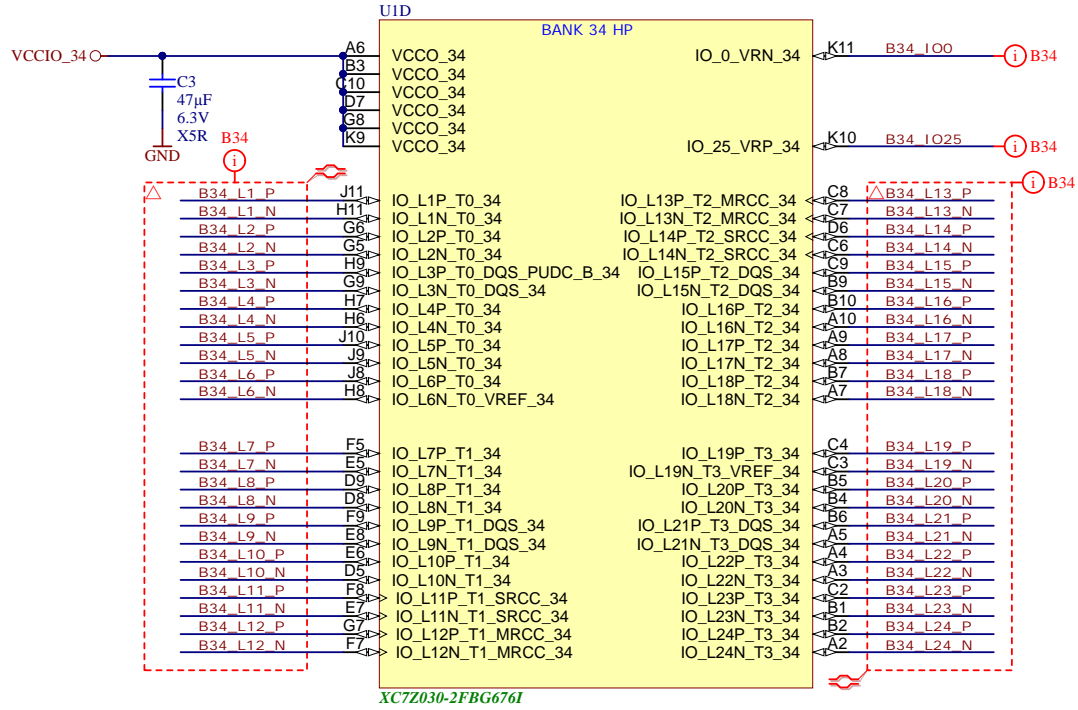 U1D
BANK 34 HP
VCCIO_34
C3
47µF
6.3V
X5R
GND
A6 VCCO_34
B3 VCCO_34
C10 VCCO_34
D7 VCCO_34
G8 VCCO_34
K9 VCCO_34
IO_0_VRN_34 K11 B34_IO0 i B34
IO_25_VRP_34 K10 B34_IO25 i B34
B34
i
i B34
B34_L1_P J11 IO_L1P_T0_34
B34_L1_N H11 IO_L1N_T0_34
B34_L2_P G6 IO_L2P_T0_34
B34_L2_N G5 IO_L2N_T0_34
B34_L3_P H9 IO_L3P_T0_DQS_PUDC_B_34
B34_L3_N G9 IO_L3N_T0_DQS_34
B34_L4_P H7 IO_L4P_T0_34
B34_L4_N H6 IO_L4N_T0_34
B34_L5_P J10 IO_L5P_T0_34
B34_L5_N J9 IO_L5N_T0_34
B34_L6_P J8 IO_L6P_T0_34
B34_L6_N H8 IO_L6N_T0_VREF_34
B34_L7_P F5 IO_L7P_T1_34
B34_L7_N E5 IO_L7N_T1_34
B34_L8_P D9 IO_L8P_T1_34
B34_L8_N D8 IO_L8N_T1_34
B34_L9_P F9 IO_L9P_T1_DQS_34
B34_L9_N E8 IO_L9N_T1_DQS_34
B34_L10_P E6 IO_L10P_T1_34
B34_L10_N D5 IO_L10N_T1_34
B34_L11_P F8 IO_L11P_T1_SRCC_34
B34_L11_N E7 IO_L11N_T1_SRCC_34
B34_L12_P G7 IO_L12P_T1_MRCC_34
B34_L12_N F7 IO_L12N_T1_MRCC_34
IO_L13P_T2_MRCC_34 C8 B34_L13_P
IO_L13N_T2_MRCC_34 C7 B34_L13_N
IO_L14P_T2_SRCC_34 D6 B34_L14_P
IO_L14N_T2_SRCC_34 C6 B34_L14_N
IO_L15P_T2_DQS_34 C9 B34_L15_P
IO_L15N_T2_DQS_34 B9 B34_L15_N
IO_L16P_T2_34 B10 B34_L16_P
IO_L16N_T2_34 A10 B34_L16_N
IO_L17P_T2_34 A9 B34_L17_P
IO_L17N_T2_34 A8 B34_L17_N
IO_L18P_T2_34 B7 B34_L18_P
IO_L18N_T2_34 A7 B34_L18_N
IO_L19P_T3_34 C4 B34_L19_P
IO_L19N_T3_VREF_34 C3 B34_L19_N
IO_L20P_T3_34 B5 B34_L20_P
IO_L20N_T3_34 B4 B34_L20_N
IO_L21P_T3_DQS_34 B6 B34_L21_P
IO_L21N_T3_DQS_34 A5 B34_L21_N
IO_L22P_T3_34 A4 B34_L22_P
IO_L22N_T3_34 A3 B34_L22_N
IO_L23P_T3_34 C2 B34_L23_P
IO_L23N_T3_34 B1 B34_L23_N
IO_L24P_T3_34 B2 B34_L24_P
IO_L24N_T3_34 A2 B34_L24_N
XC7Z030-2FBG676I